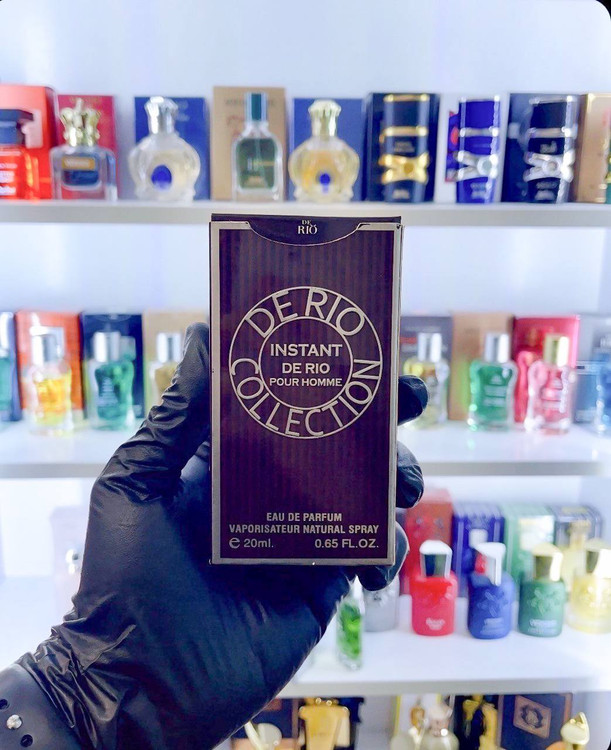 DE
RIÓ
DE RIO
INSTANT
DE RIO
POUR HOMME
COLLECTION
EAU DE PARFUM
VAPORISATEUR NATURAL SPRAY
e 20ml. 0.65 FL.OZ.